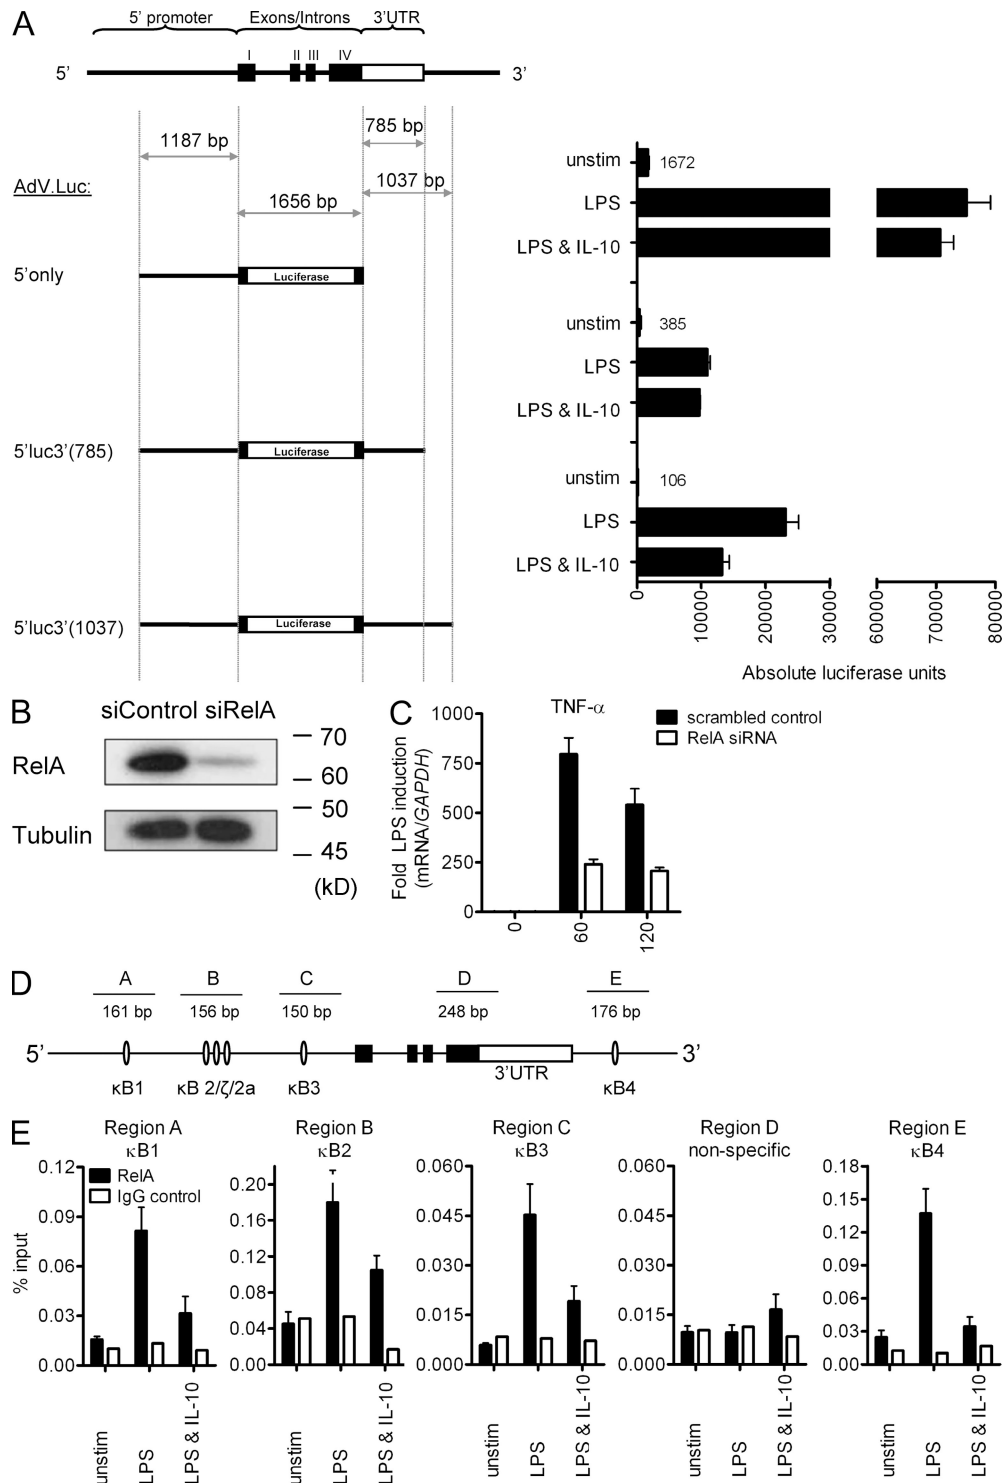 A
5' promoter Exons/Introns 3'UTR
I II III IV
5' 3'
785 bp
1187 bp
1037 bp
AdV.Luc:
1656 bp
5'only
Luciferase
5'luc3'(785)
Luciferase
5'luc3'(1037)
Luciferase
unstim 1672
LPS
LPS & IL-10
unstim 385
LPS
LPS & IL-10
unstim 106
LPS
LPS & IL-10
0 10000 20000 30000 60000 70000 80000
Absolute luciferase units
B
siControl siRelA
RelA
Tubulin
70
60
50
45
(kD)
C
TNF-α
scrambled control
RelA siRNA
Fold LPS induction
(mRNA/GAPDH)
1000
750
500
250
0
0 60 120
D
A B C D E
161 bp 156 bp 150 bp 248 bp 176 bp
5' 3'
3'UTR
κB1 κB 2/ζ/2a κB3 κB4
E
Region A
κB1
RelA
IgG control
% input
0.12
0.09
0.06
0.03
0.00
unstim
LPS
LPS & IL-10
Region B
κB2
0.20
0.16
0.12
0.08
0.04
0.00
unstim
LPS
LPS & IL-10
Region C
κB3
0.060
0.045
0.030
0.015
0.000
unstim
LPS
LPS & IL-10
Region D
non-specific
0.060
0.045
0.030
0.015
0.000
unstim
LPS
LPS & IL-10
Region E
κB4
0.18
0.15
0.12
0.09
0.06
0.03
0.00
unstim
LPS
LPS & IL-10